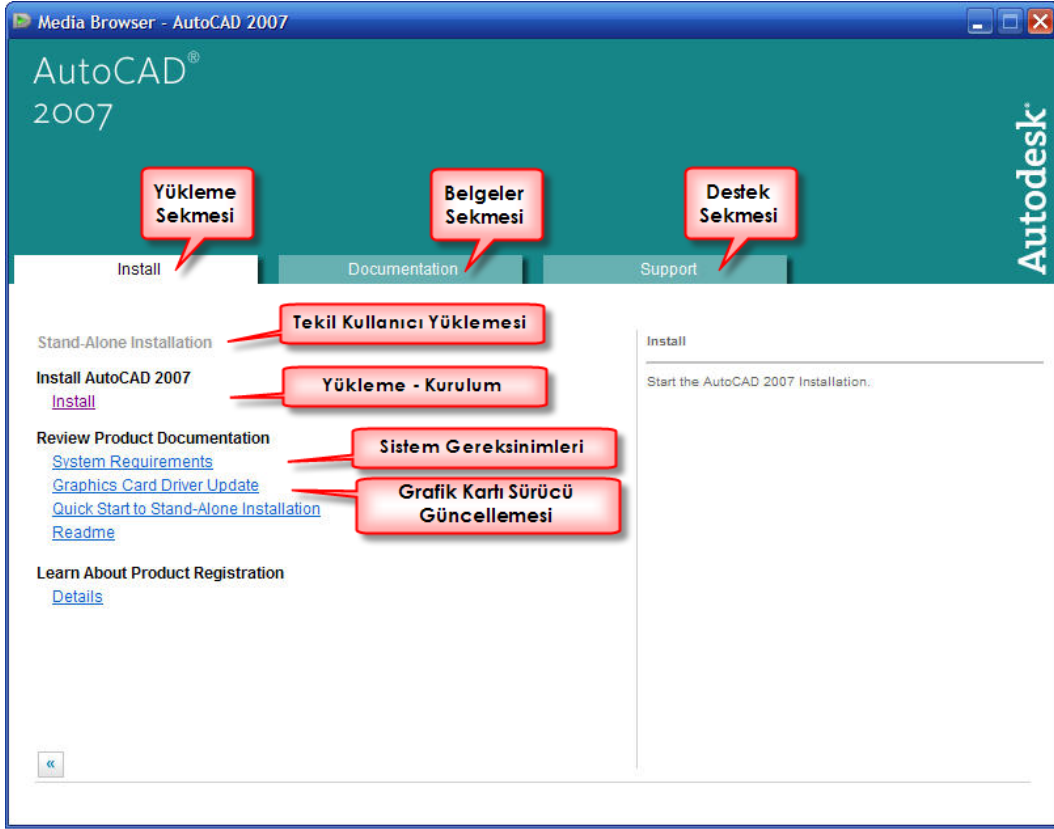 Media Browser - AutoCAD 2007
AutoCAD®
2007
Autodesk®
Yükleme
Sekmesi
Belgeler
Sekmesi
Destek
Sekmesi
Install
Documentation
Support
Tekil Kullanıcı Yüklemesi
Stand-Alone Installation
Install AutoCAD 2007
Yükleme - Kurulum
Install
Review Product Documentation
Sistem Gereksinimleri
System Requirements
Graphics Card Driver Update
Grafik Kartı Sürücü
Güncellemesi
Quick Start to Stand-Alone Installation
Readme
Learn About Product Registration
Details
Install
Start the AutoCAD 2007 Installation.
«